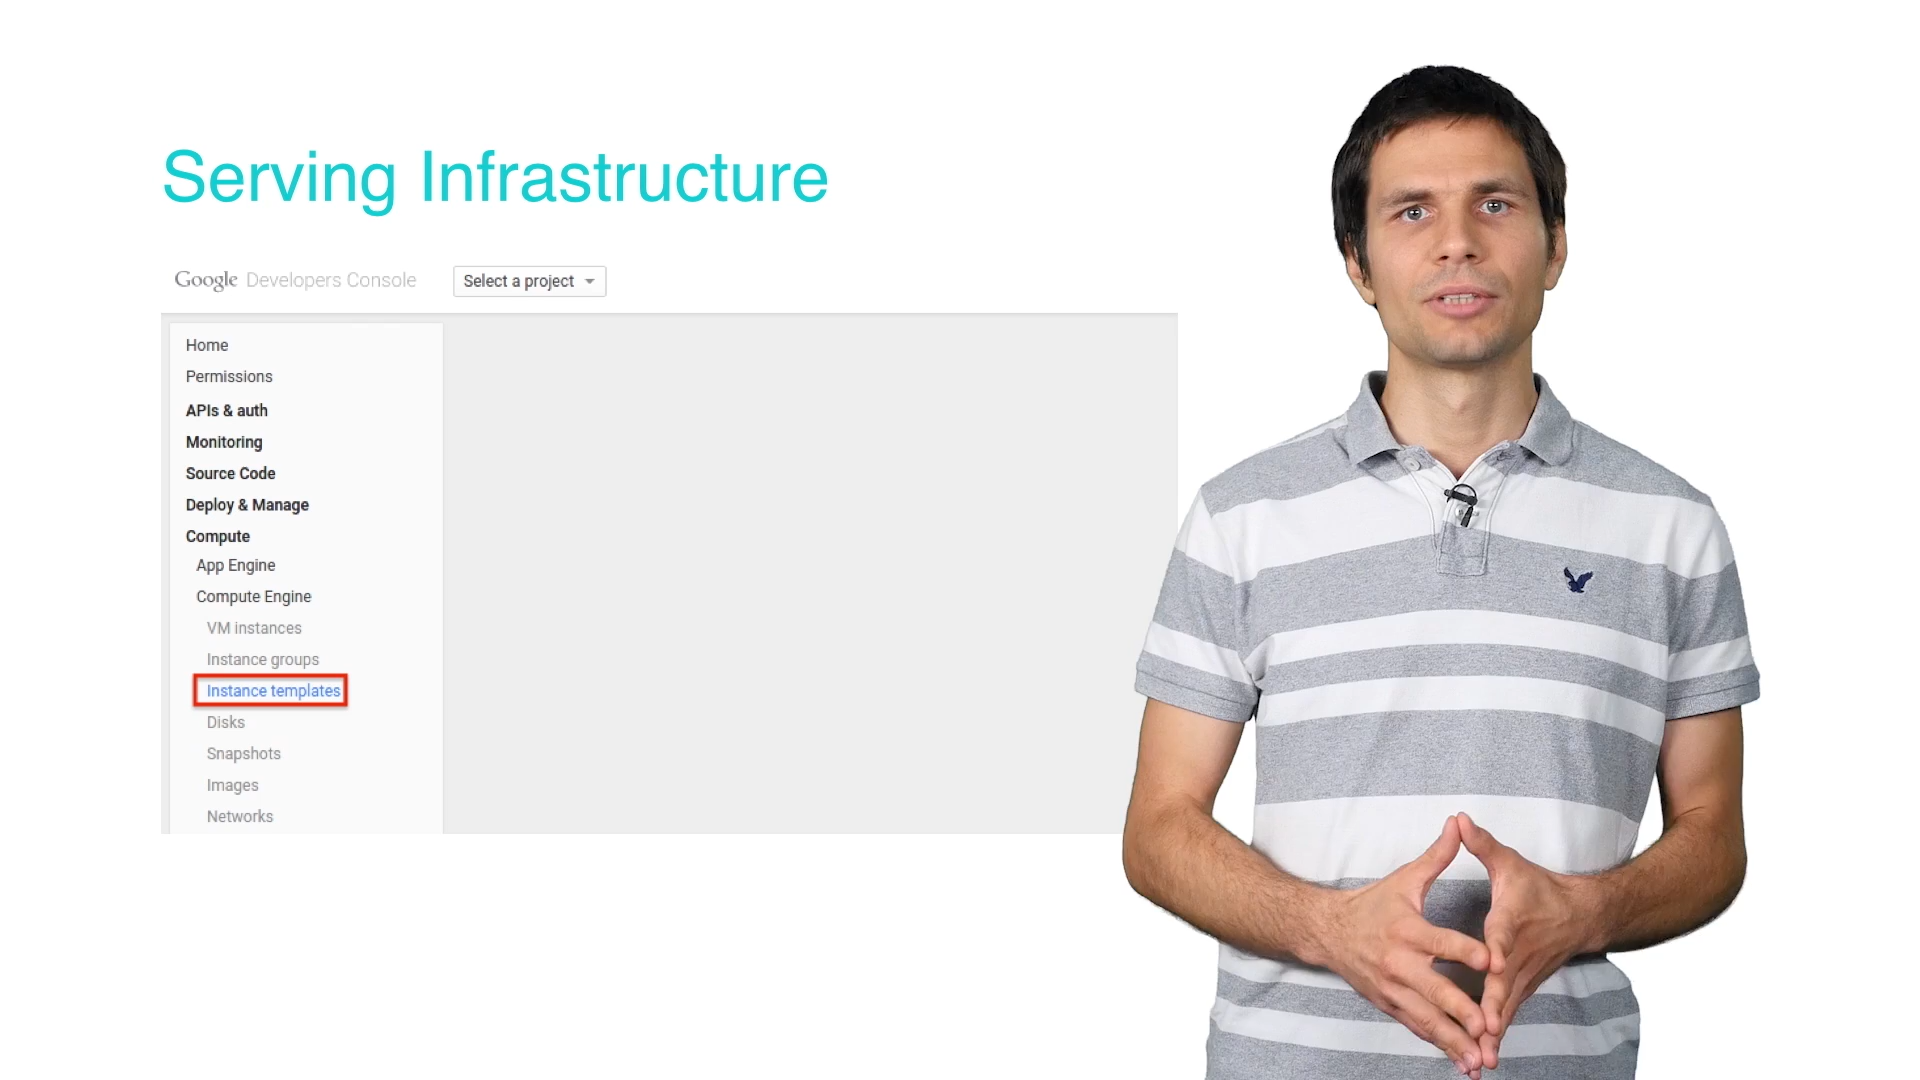 Serving Infrastructure
Google Developers Console Select a project
Home
Permissions
APIs & auth
Monitoring
Source Code
Deploy & Manage
Compute
App Engine
Compute Engine
VM instances
Instance groups
Instance templates
Disks
Snapshots
Images
Networks